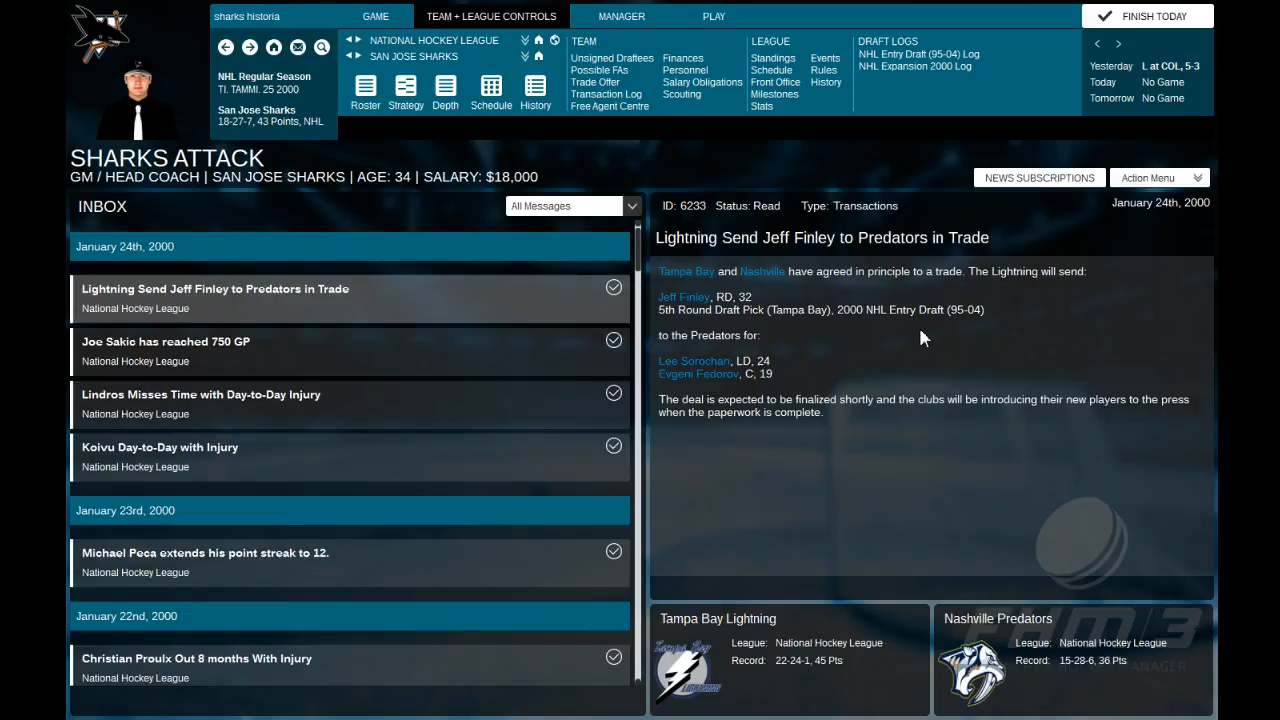 sharks historia
GAME
TEAM + LEAGUE CONTROLS
MANAGER
PLAY
FINISH TODAY
NATIONAL HOCKEY LEAGUE
SAN JOSE SHARKS
NHL Regular Season
TI. TAMMI. 25 2000
San Jose Sharks
18-27-7, 43 Points, NHL
Roster
Strategy
Depth
Schedule
History
TEAM
Unsigned Draftees
Possible FAs
Trade Offer
Transaction Log
Free Agent Centre
Finances
Personnel
Salary Obligations
Scouting
LEAGUE
Standings
Schedule
Front Office
Milestones
Stats
Events
Rules
History
DRAFT LOGS
NHL Entry Draft (95-04) Log
NHL Expansion 2000 Log
Yesterday L at COL, 5-3
Today No Game
Tomorrow No Game
SHARKS ATTACK
GM / HEAD COACH | SAN JOSE SHARKS | AGE: 34 | SALARY: $18,000
NEWS SUBSCRIPTIONS
Action Menu
INBOX
All Messages
January 24th, 2000
Lightning Send Jeff Finley to Predators in Trade
National Hockey League
Joe Sakic has reached 750 GP
National Hockey League
Lindros Misses Time with Day-to-Day Injury
National Hockey League
Koivu Day-to-Day with Injury
National Hockey League
January 23rd, 2000
Michael Peca extends his point streak to 12.
National Hockey League
January 22nd, 2000
Christian Proulx Out 8 months With Injury
National Hockey League
ID: 6233 Status: Read Type: Transactions
January 24th, 2000
Lightning Send Jeff Finley to Predators in Trade
Tampa Bay and Nashville have agreed in principle to a trade. The Lightning will send:
Jeff Finley, RD, 32
5th Round Draft Pick (Tampa Bay), 2000 NHL Entry Draft (95-04)
to the Predators for:
Lee Sorochan, LD, 24
Evgeni Fedorov, C, 19
The deal is expected to be finalized shortly and the clubs will be introducing their new players to the press
when the paperwork is complete.
Tampa Bay Lightning
League: National Hockey League
Record: 22-24-1, 45 Pts
Nashville Predators
League: National Hockey League
Record: 15-28-6, 36 Pts
FHM/3